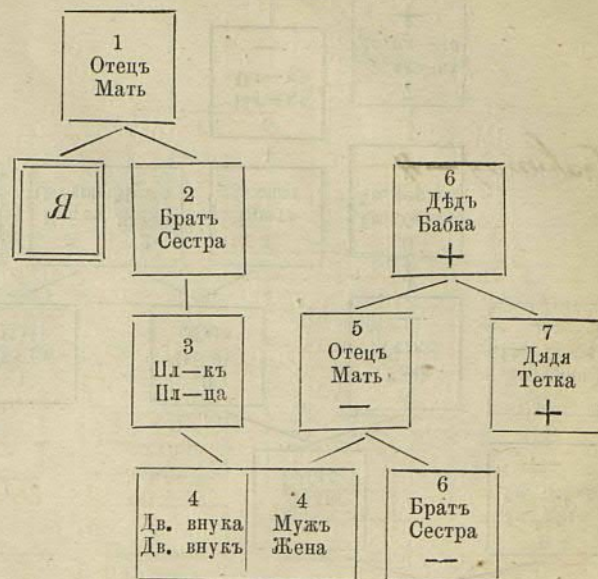 1
Отецъ
Мать
Я
2
Братъ
Сестра
6
Дѣдъ
Бабка
+
3
Пл—къ
Пл—ца
5
Отецъ
Мать
—
7
Дядя
Тетка
+
4
Дв. внука
Дв. внукъ
4
Мужъ
Жена
6
Братъ
Сестра
—